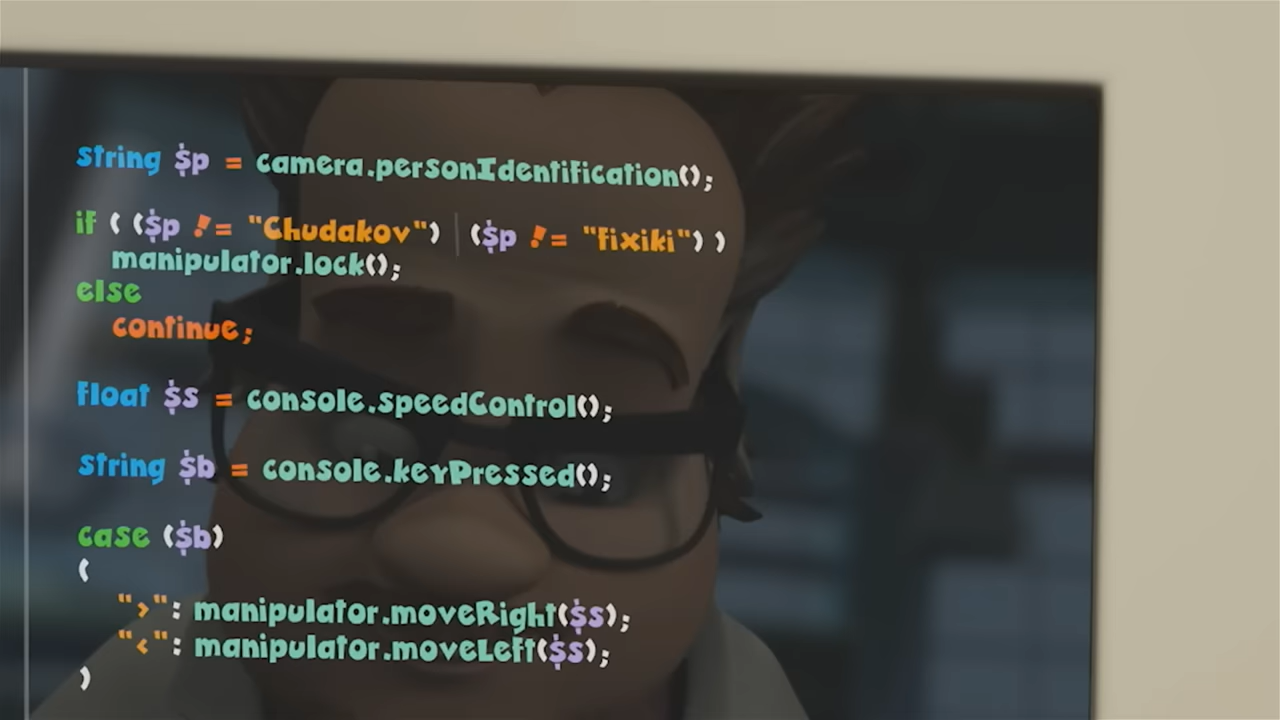 string $p = camera.personIdentification();
if ( ($p != "Chudakov") | ($p != "fixiki") )
manipulator.lock();
else
continue;
float $s = console.speedControl();
string $b = console.keyPressed();
case ($b)
(
">": manipulator.moveRight($s);
"<": manipulator.moveLeft($s);
)